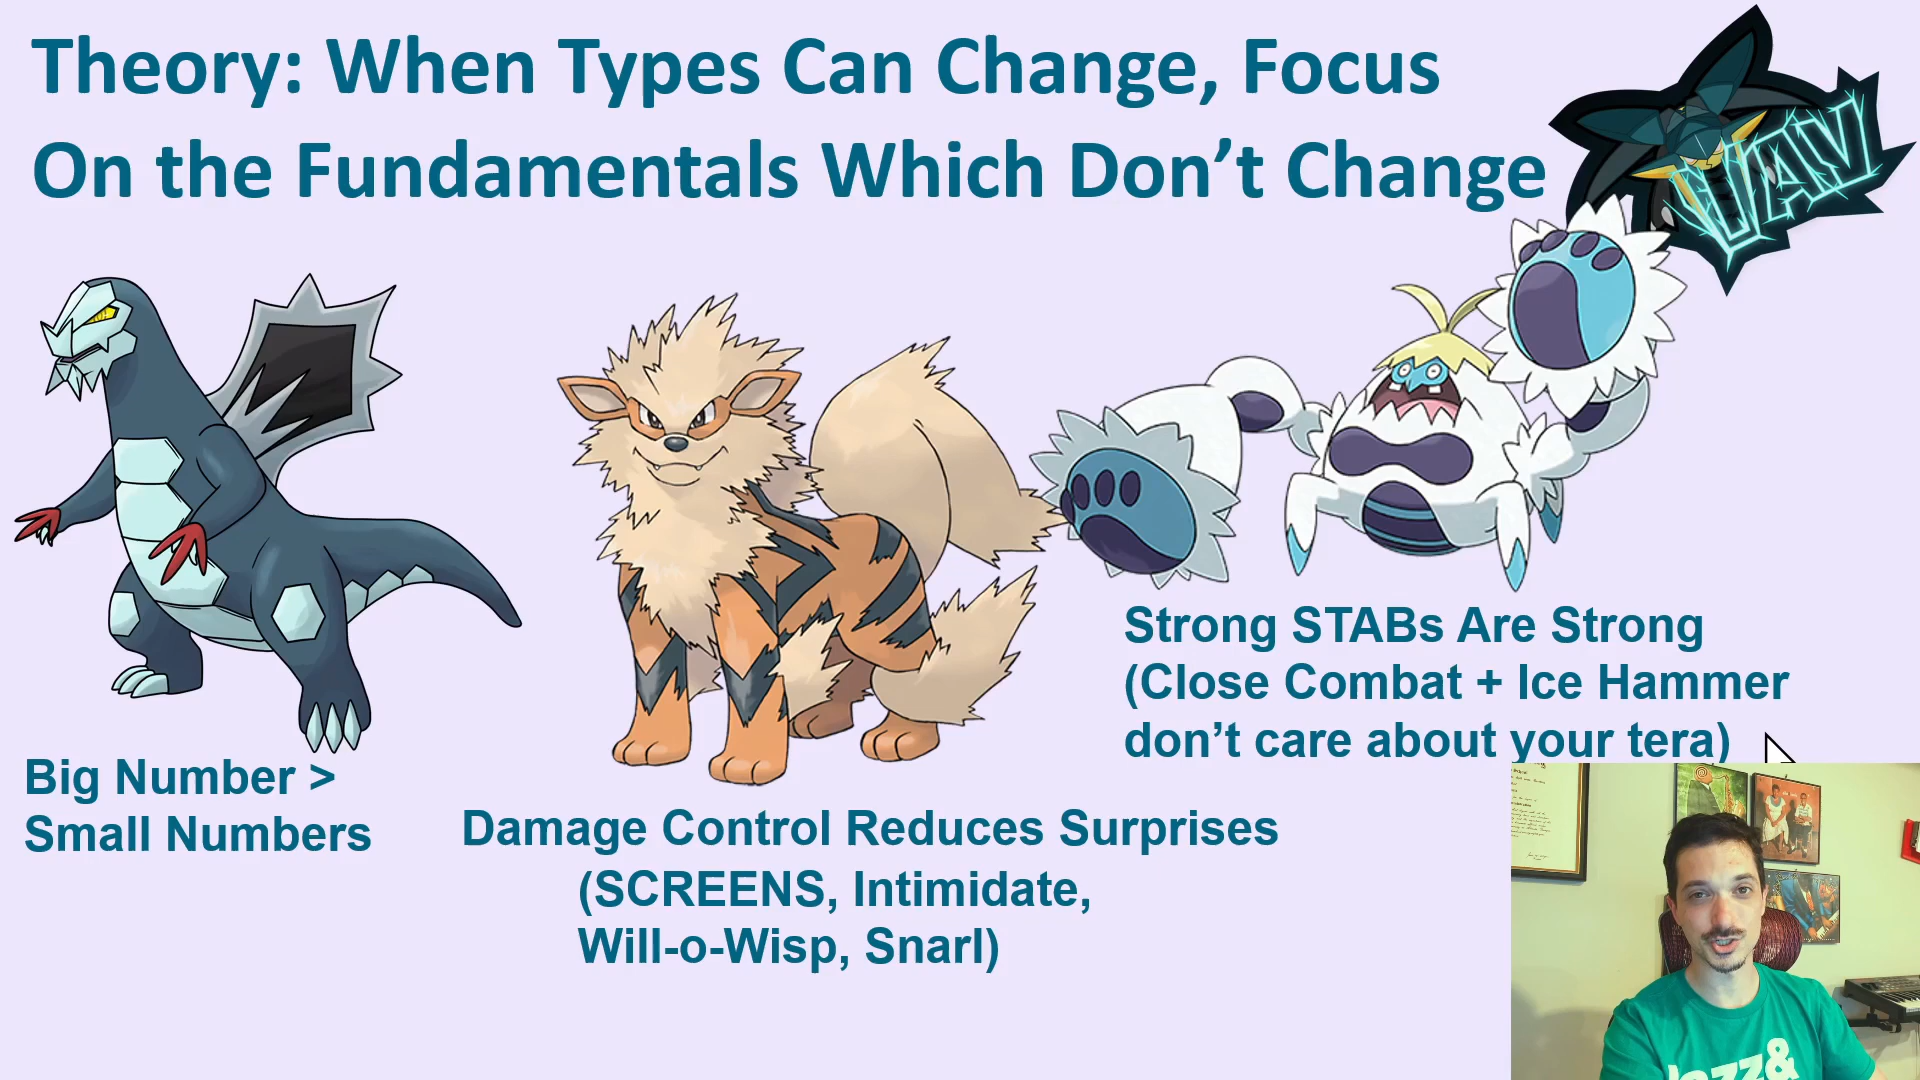 Theory: When Types Can Change, Focus
On the Fundamentals Which Don’t Change
UAV
Strong STABs Are Strong
(Close Combat + Ice Hammer
don’t care about your tera)
Big Number >
Small Numbers
Damage Control Reduces Surprises
(SCREENS, Intimidate,
Will-o-Wisp, Snarl)
Jazz&